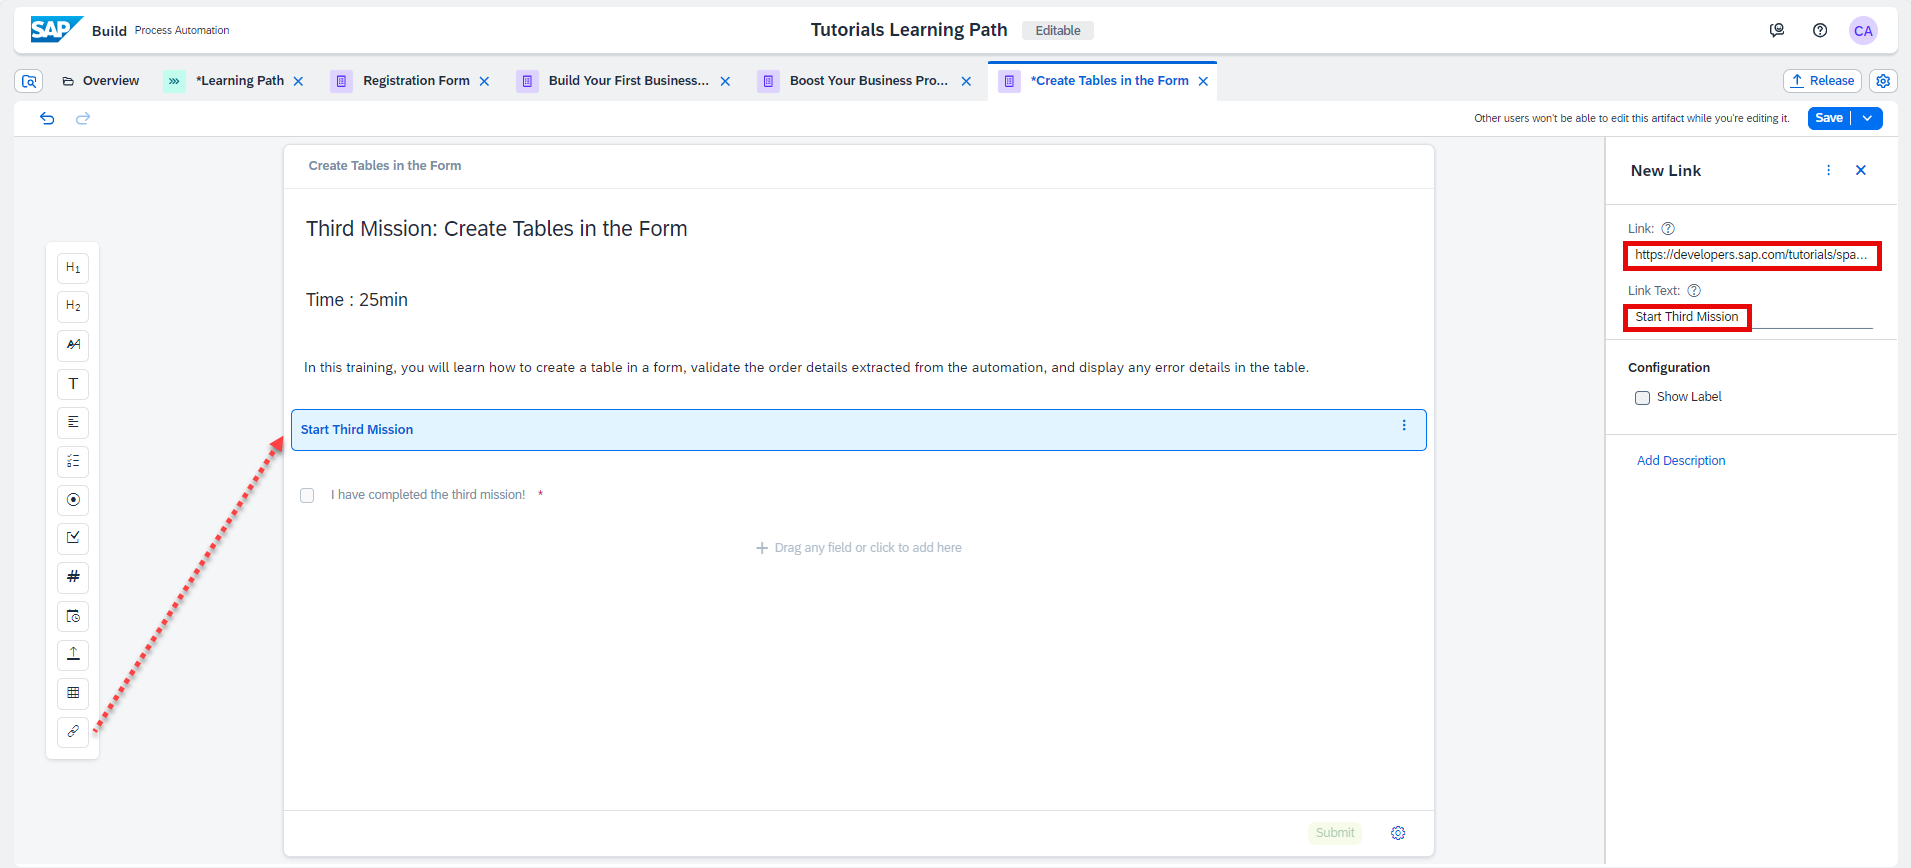 SAP Build Process Automation
Tutorials Learning Path Editable
CA
Overview
*Learning Path
Registration Form
Build Your First Business...
Boost Your Business Pro...
*Create Tables in the Form
Release
Other users won't be able to edit this artifact while you're editing it.
Save
Create Tables in the Form
Third Mission: Create Tables in the Form
Time : 25min
In this training, you will learn how to create a table in a form, validate the order details extracted from the automation, and display any error details in the table.
Start Third Mission
I have completed the third mission! *
Drag any field or click to add here
Submit
H1
H2
T
#
New Link
Link:
https://developers.sap.com/tutorials/spa...
Link Text:
Start Third Mission
Configuration
Show Label
Add Description